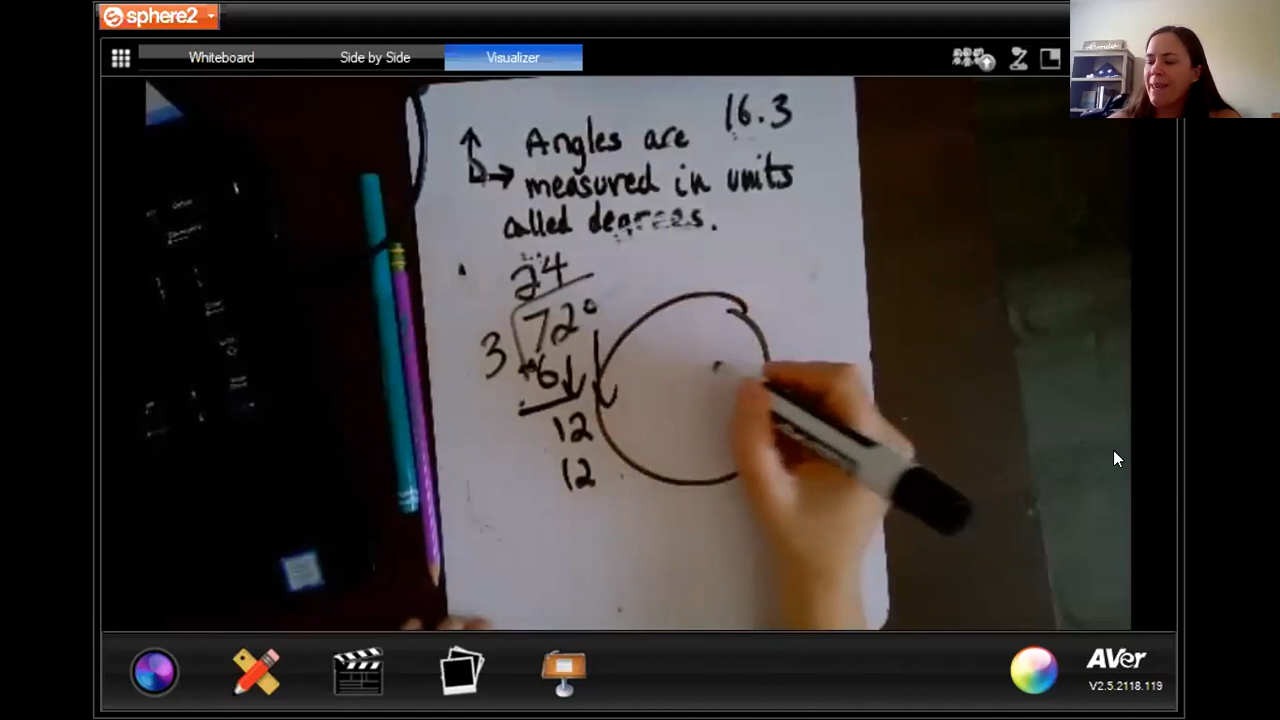 sphere2
Whiteboard Side by Side Visualizer
16.3
Angles are
measured in units
called degrees.
24
3 72°
6
12
12
AVer
V2.5.2118.119